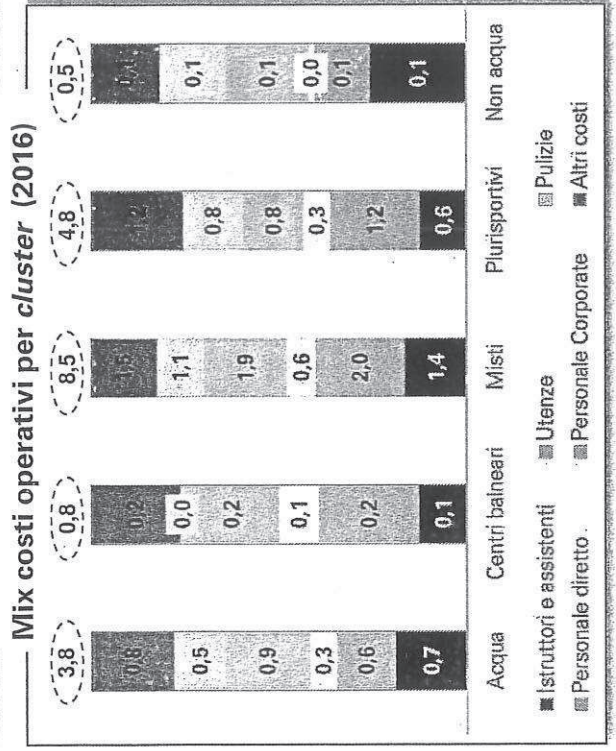 Mix costi operativi per cluster (2016)
3,8 0,8 8,5 4,8 0,5
0,8 0,2 1,5 1,2 0,1
0,5 0,0 1,1 0,8 0,1
0,9 0,2 1,9 0,8 0,1
0,3 0,1 0,6 0,3 0,0
0,6 0,2 2,0 1,2 0,1
0,7 0,1 1,4 0,6 0,1
Acqua Centri balneari Misti Plurisportivi Non acqua
Istruttori e assistenti Utenze Pulizie
Personale diretto Personale Corporate Altri costi